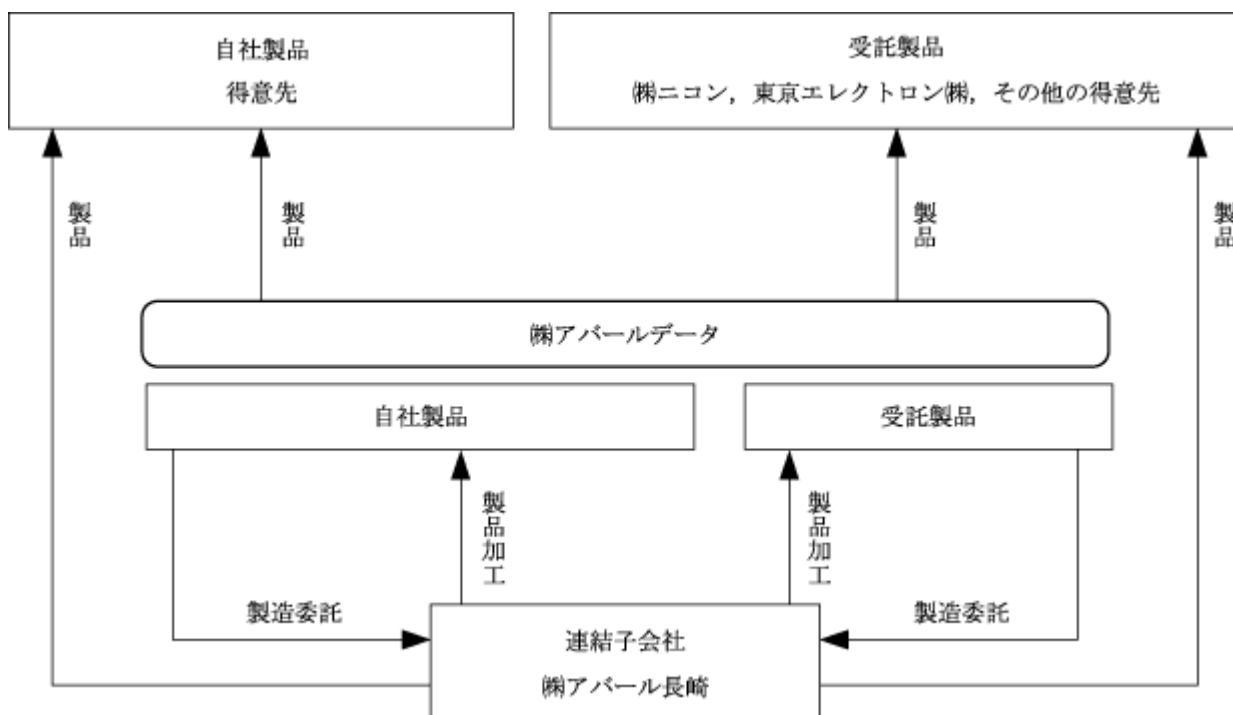 自社製品
得意先
受託製品
㈱ニコン，東京エレクトロン㈱，その他の得意先
製品
製品
製品
製品
㈱アバールデータ
自社製品
受託製品
製品加工
製品加工
製造委託
製造委託
連結子会社
㈱アバール長崎